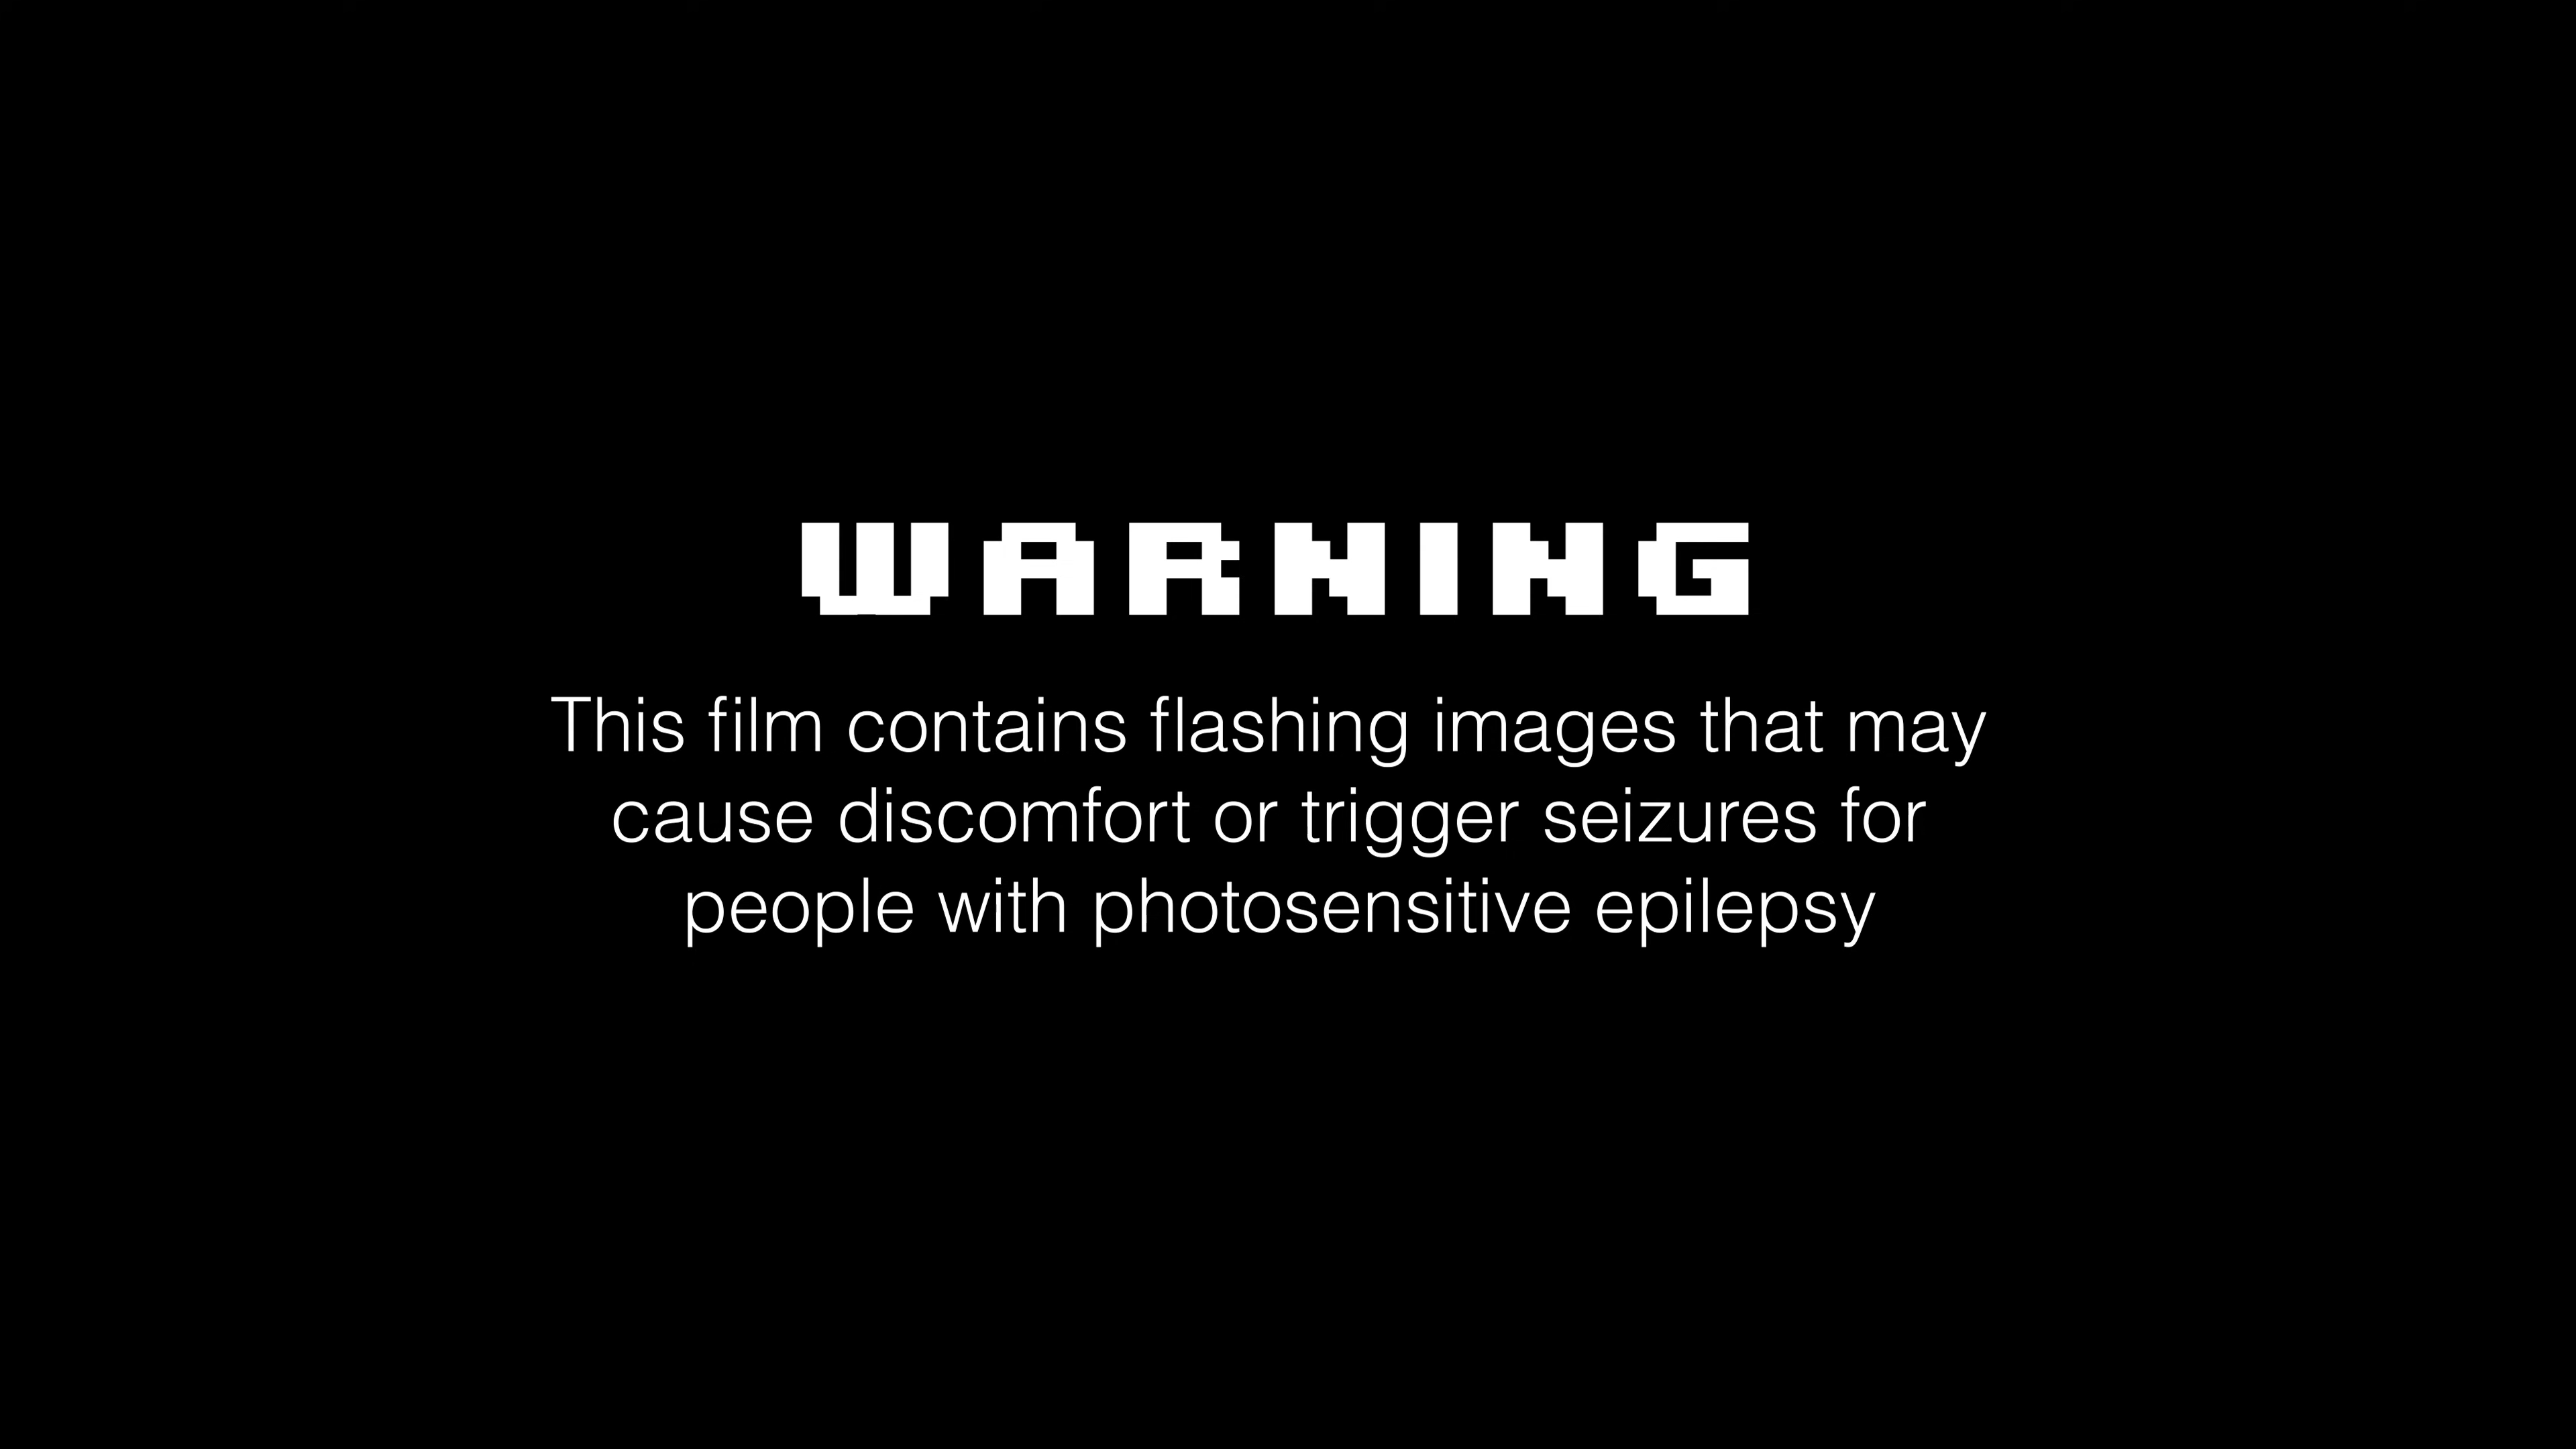 WARNING
This film contains flashing images that may
cause discomfort or trigger seizures for
people with photosensitive epilepsy